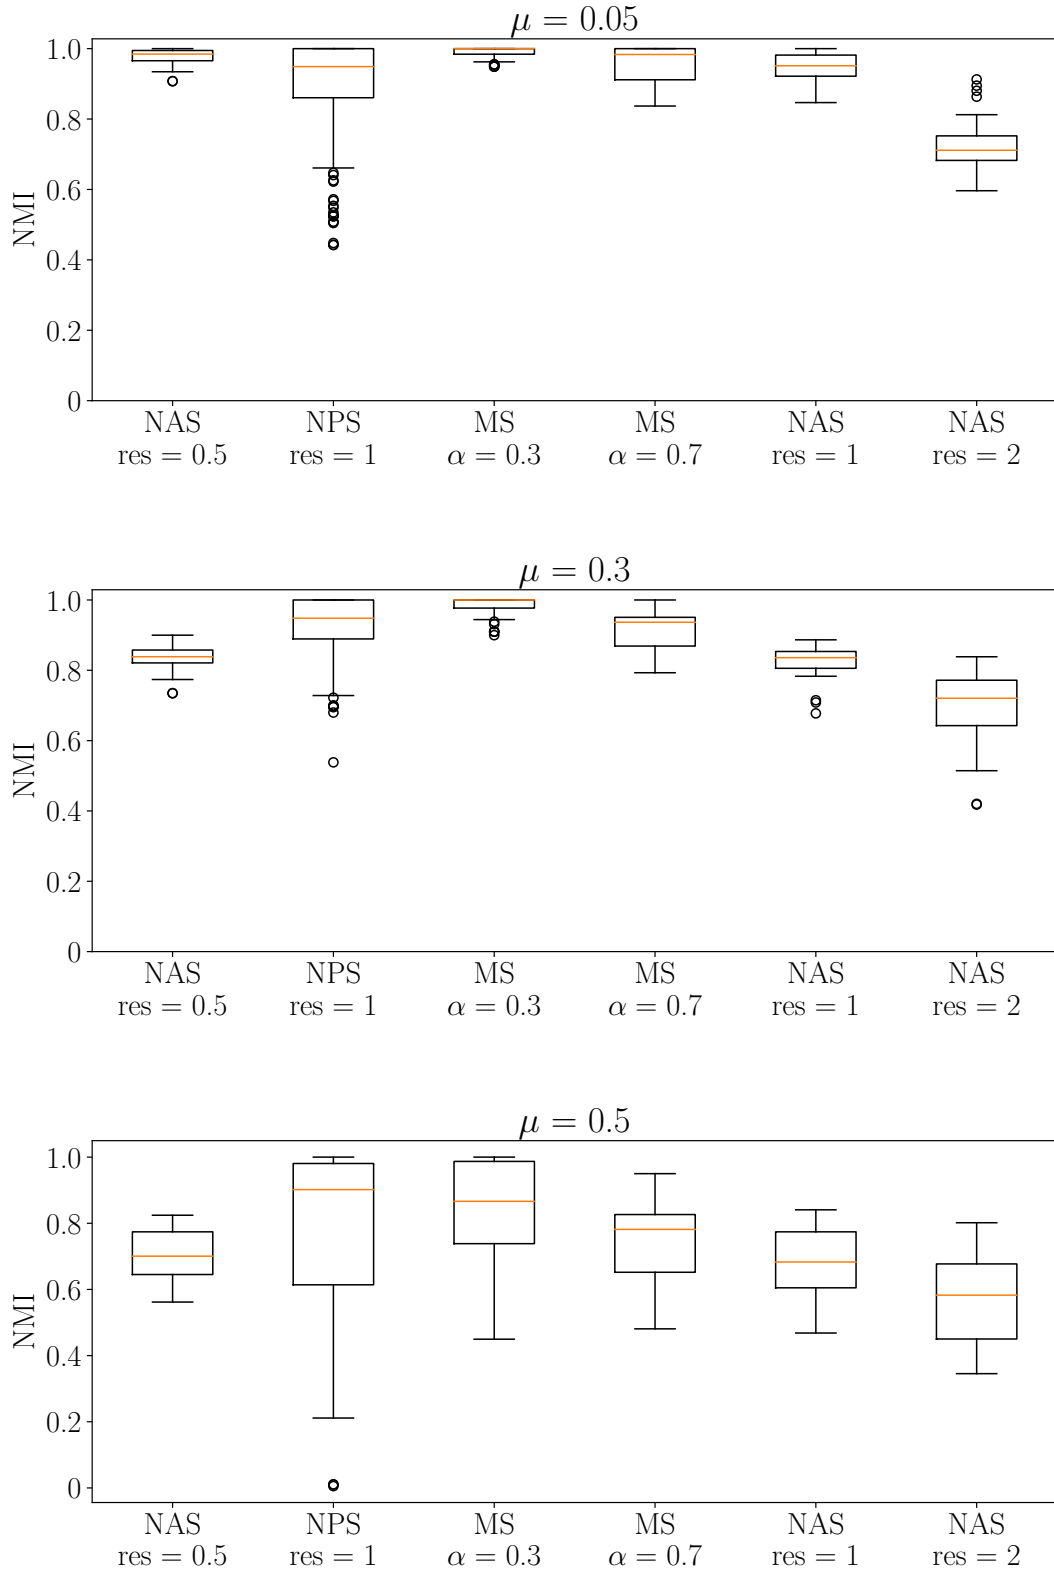 μ = 0.05
NMI
1.0
0.8
0.6
0.4
0.2
0
NAS NPS MS MS NAS NAS
res = 0.5 res = 1 α = 0.3 α = 0.7 res = 1 res = 2
μ = 0.3
NMI
1.0
0.8
0.6
0.4
0.2
0
NAS NPS MS MS NAS NAS
res = 0.5 res = 1 α = 0.3 α = 0.7 res = 1 res = 2
μ = 0.5
NMI
1.0
0.8
0.6
0.4
0.2
0
NAS NPS MS MS NAS NAS
res = 0.5 res = 1 α = 0.3 α = 0.7 res = 1 res = 2